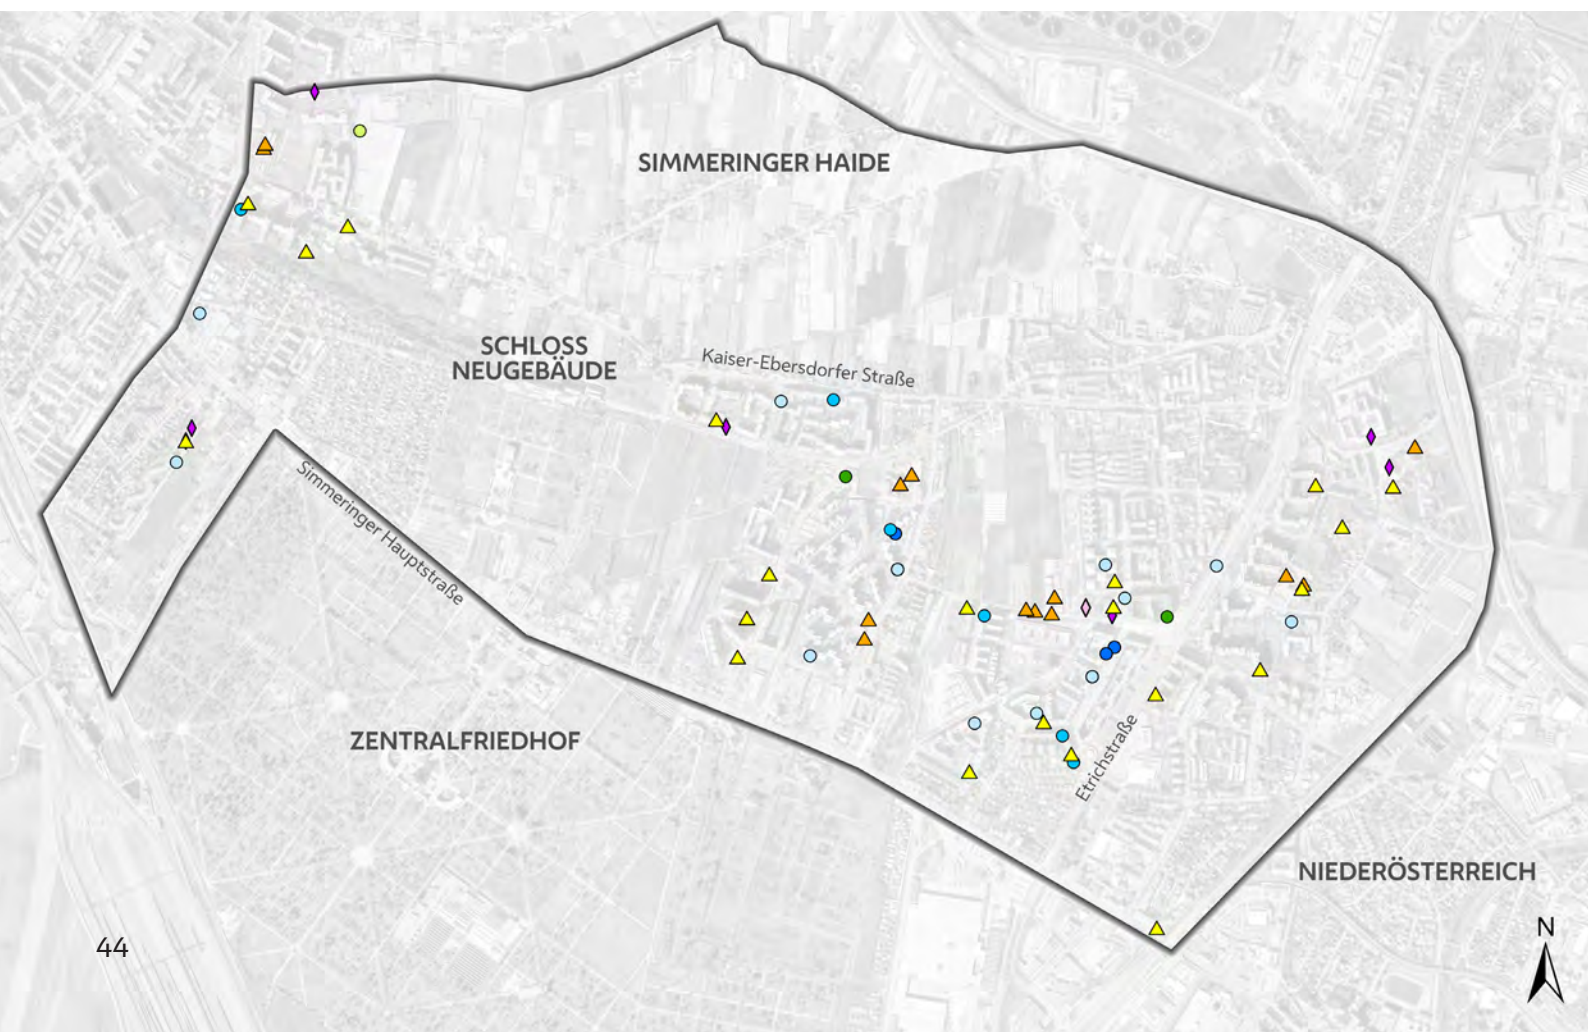 SIMMERINGER HAIDE
SCHLOSS
NEUGEBÄUDE
Kaiser-Ebersdorfer Straße
Simmeringer Hauptstraße
ZENTRALFRIEDHOF
Etrichstraße
NIEDERÖSTERREICH
N
44